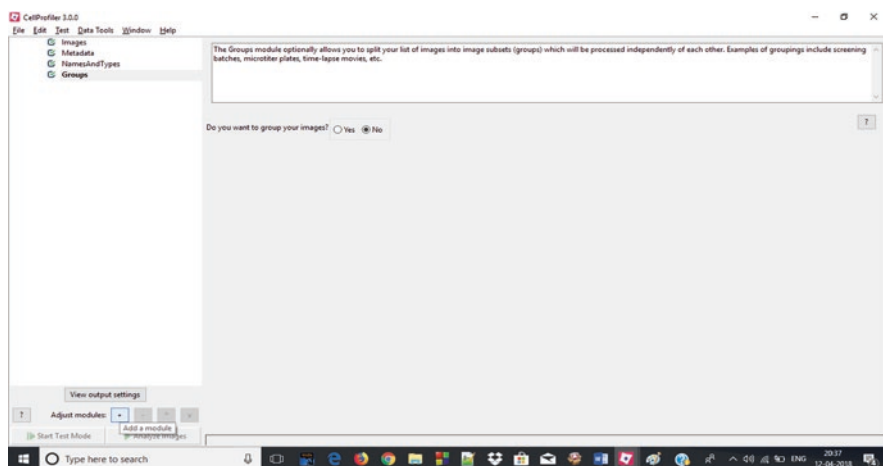 CellProfiler 3.0.0
File Edit Test Data Tools Window Help
Images
Metadata
NamesAndTypes
Groups
The Groups module optionally allows you to split your list of images into image subsets (groups) which will be processed independently of each other. Examples of groupings include screening
batches, microtiter plates, time-lapse movies, etc.
Do you want to group your images? Yes No
?
View output settings
? Adjust modules: + - ^ v
Add a module
Start Test Mode Analyze Images
Type here to search
ENG
20:37
12-04-2018